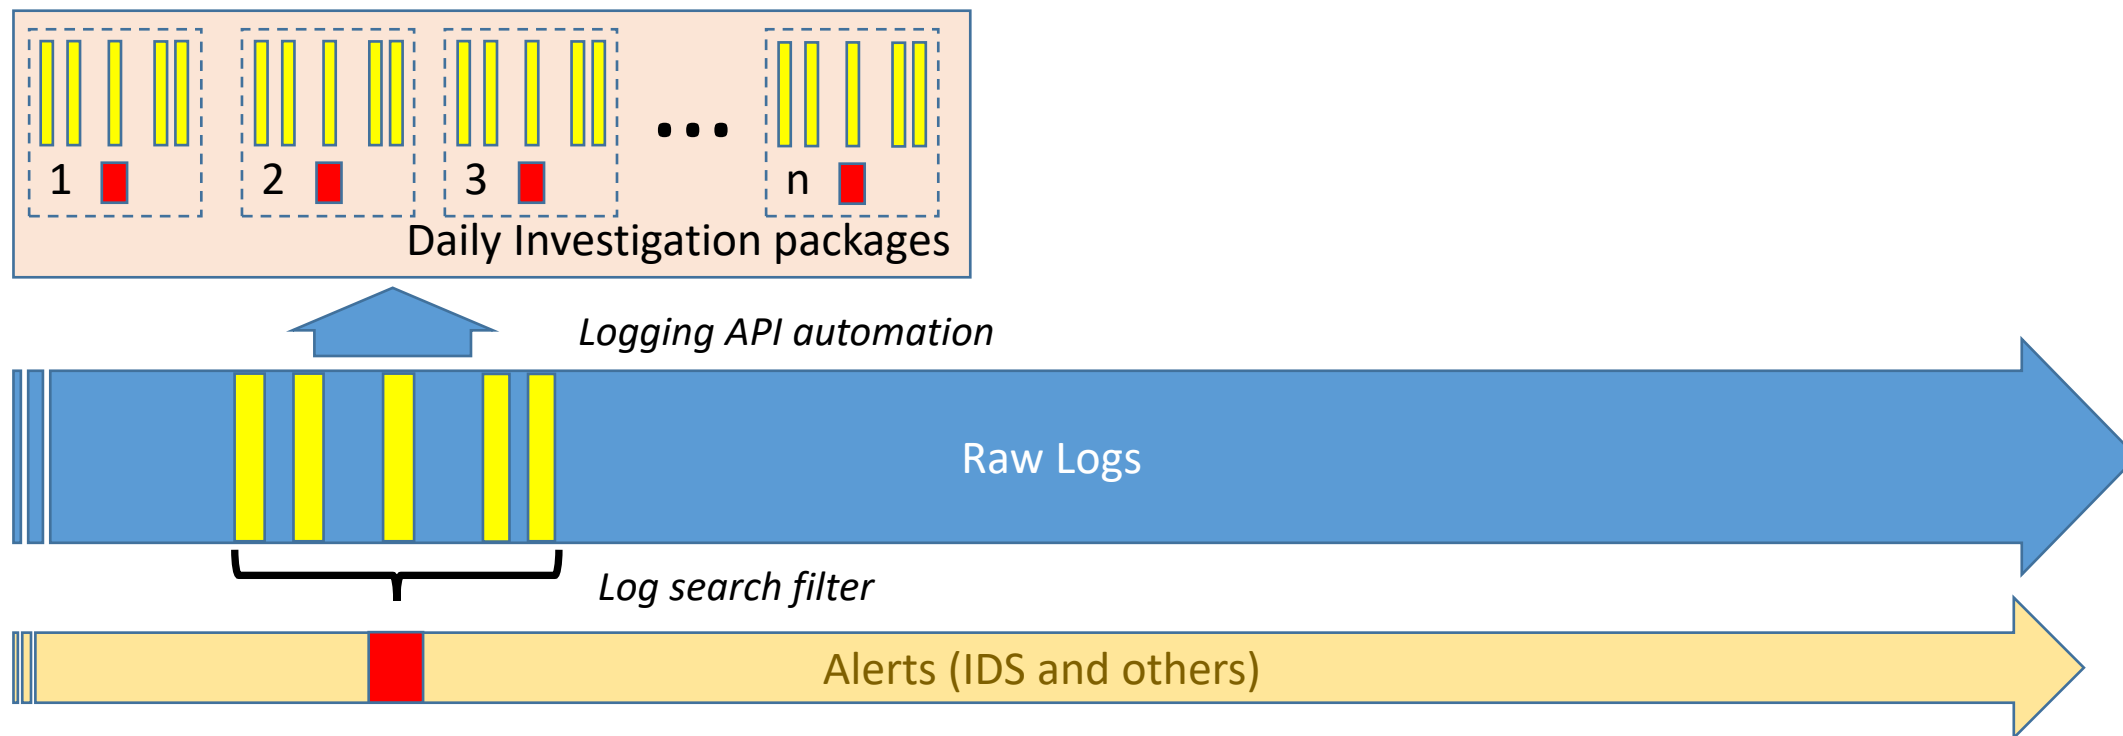 1 2 3 ... n
Daily Investigation packages
Logging API automation
Raw Logs
Log search filter
Alerts (IDS and others)